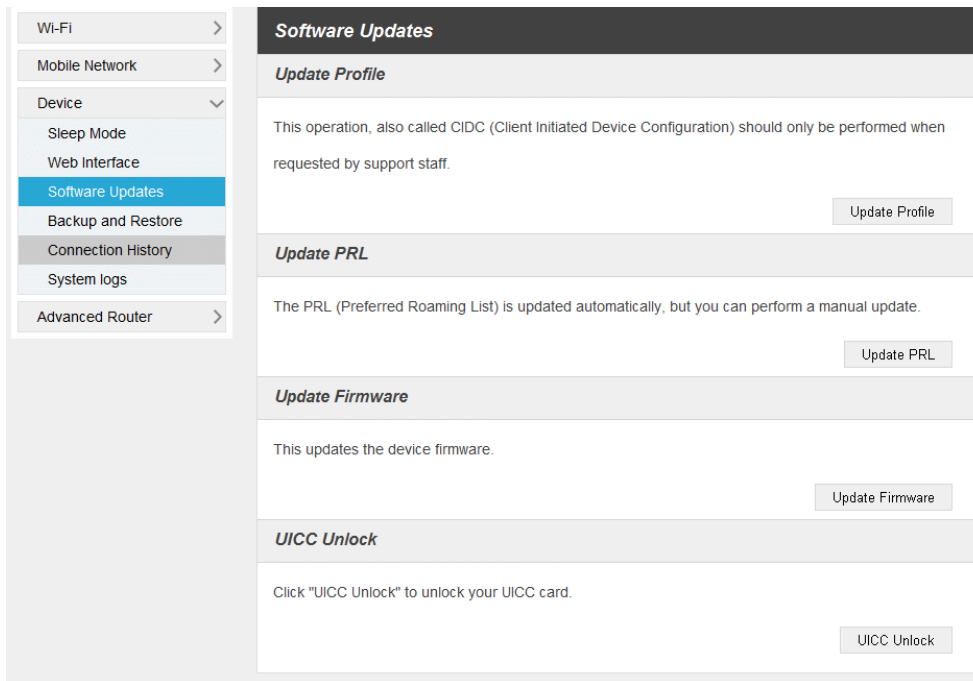 Wi-Fi
Mobile Network
Device
Sleep Mode
Web Interface
Software Updates
Backup and Restore
Connection History
System logs
Advanced Router
Software Updates
Update Profile
This operation, also called CIDC (Client Initiated Device Configuration) should only be performed when
requested by support staff.
Update Profile
Update PRL
The PRL (Preferred Roaming List) is updated automatically, but you can perform a manual update.
Update PRL
Update Firmware
This updates the device firmware.
Update Firmware
UICC Unlock
Click "UICC Unlock" to unlock your UICC card.
UICC Unlock